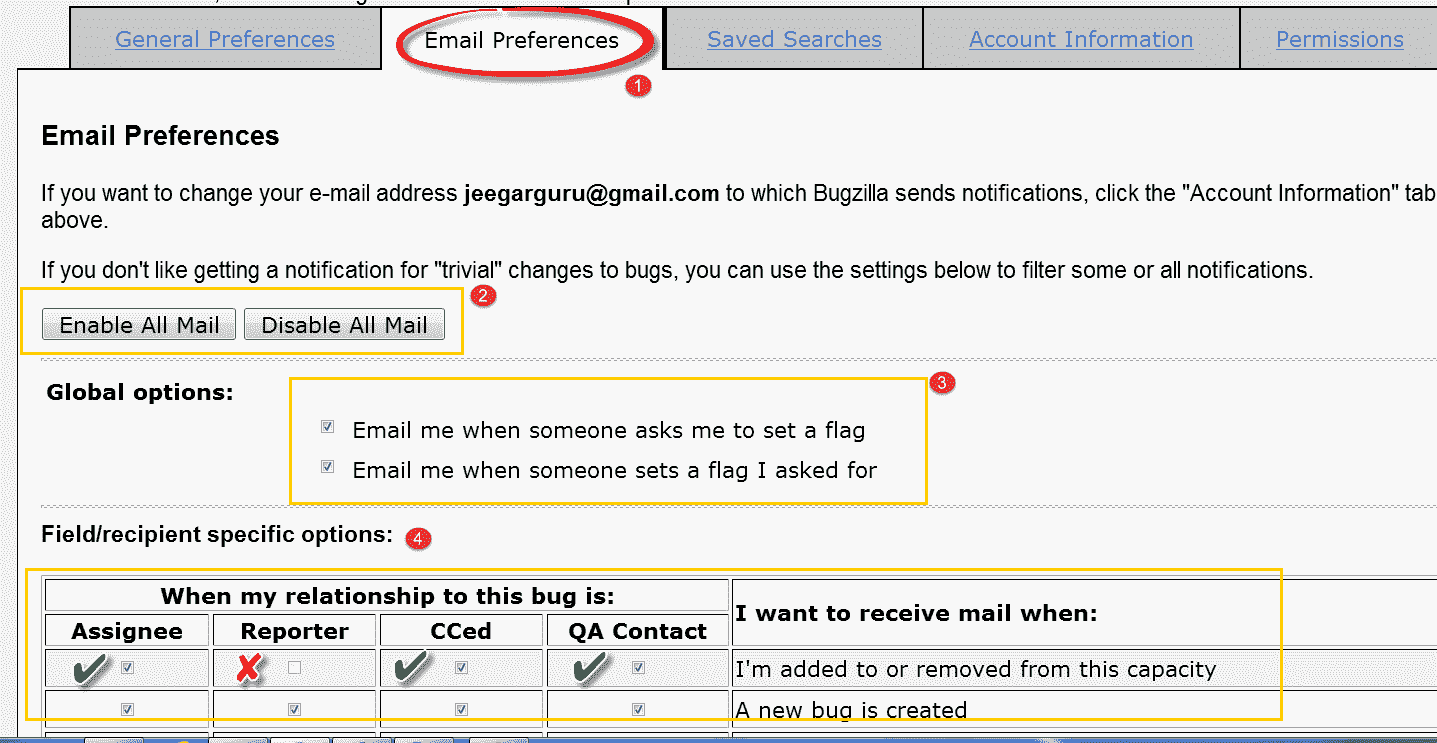 General Preferences Email Preferences Saved Searches Account Information Permissions
1
Email Preferences
If you want to change your e-mail address jeegarguru@gmail.com to which Bugzilla sends notifications, click the "Account Information" tab
above.
If you don't like getting a notification for "trivial" changes to bugs, you can use the settings below to filter some or all notifications.
2
Enable All Mail Disable All Mail
3
Global options:
Email me when someone asks me to set a flag
Email me when someone sets a flag I asked for
Field/recipient specific options: 4
When my relationship to this bug is:
I want to receive mail when:
Assignee Reporter CCed QA Contact
I'm added to or removed from this capacity
A new bug is created